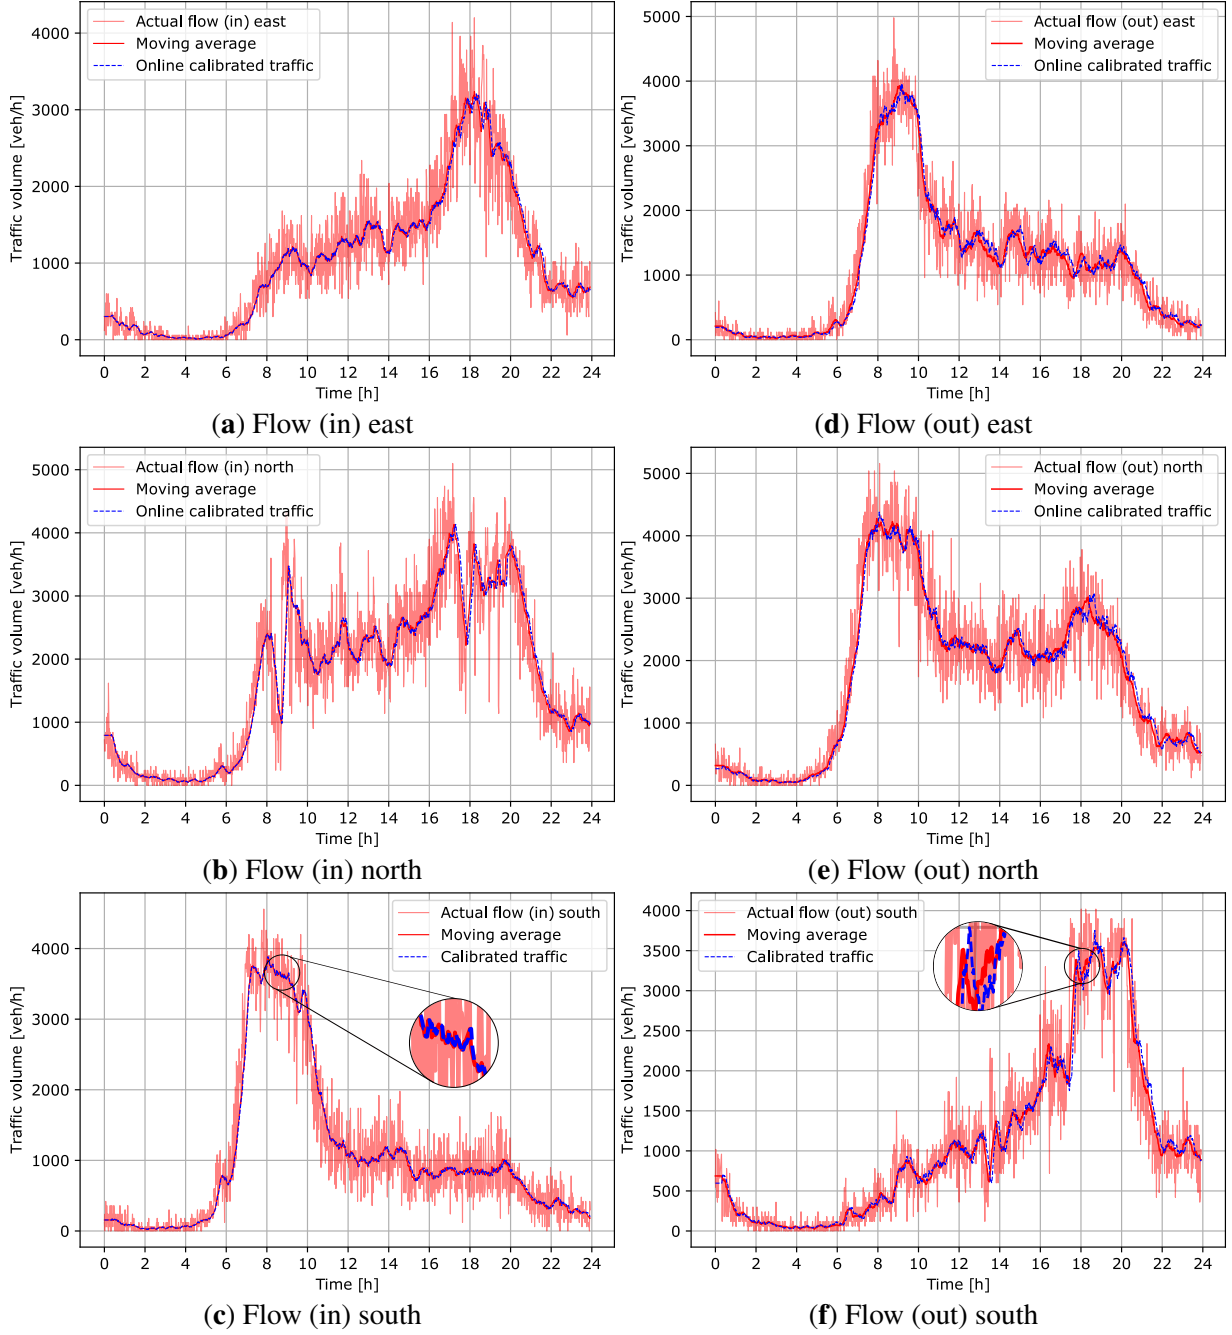 Actual flow (in) east
Moving average
Online calibrated traffic
Traffic volume [veh/h]
4000
3000
2000
1000
0
0 2 4 6 8 10 12 14 16 18 20 22 24
Time [h]
(a) Flow (in) east
Actual flow (out) east
Moving average
Online calibrated traffic
Traffic volume [veh/h]
5000
4000
3000
2000
1000
0
0 2 4 6 8 10 12 14 16 18 20 22 24
Time [h]
(d) Flow (out) east
Actual flow (in) north
Moving average
Online calibrated traffic
Traffic volume [veh/h]
5000
4000
3000
2000
1000
0
0 2 4 6 8 10 12 14 16 18 20 22 24
Time [h]
(b) Flow (in) north
Actual flow (out) north
Moving average
Online calibrated traffic
Traffic volume [veh/h]
5000
4000
3000
2000
1000
0
0 2 4 6 8 10 12 14 16 18 20 22 24
Time [h]
(e) Flow (out) north
Actual flow (in) south
Moving average
Calibrated traffic
Traffic volume [veh/h]
4000
3000
2000
1000
0
0 2 4 6 8 10 12 14 16 18 20 22 24
Time [h]
(c) Flow (in) south
Actual flow (out) south
Moving average
Calibrated traffic
Traffic volume [veh/h]
4000
3500
3000
2500
2000
1500
1000
500
0
0 2 4 6 8 10 12 14 16 18 20 22 24
Time [h]
(f) Flow (out) south